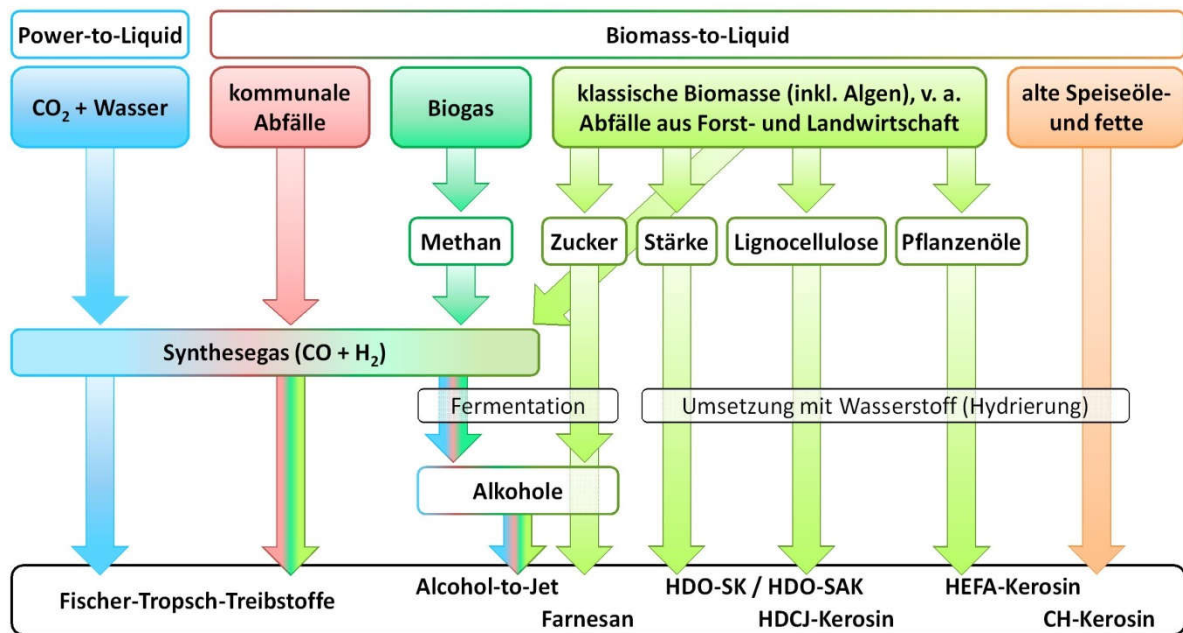 Power-to-Liquid
Biomass-to-Liquid
CO₂ + Wasser
kommunale
Abfälle
Biogas
klassische Biomasse (inkl. Algen), v. a.
Abfälle aus Forst- und Landwirtschaft
alte Speiseöle-
und fette
Methan
Zucker
Stärke
Lignocellulose
Pflanzenöle
Synthesegas (CO + H₂)
Fermentation
Umsetzung mit Wasserstoff (Hydrierung)
Alkohole
Fischer-Tropsch-Treibstoffe
Alcohol-to-Jet
Farnesan
HDO-SK / HDO-SAK
HDCJ-Kerosin
HEFA-Kerosin
CH-Kerosin